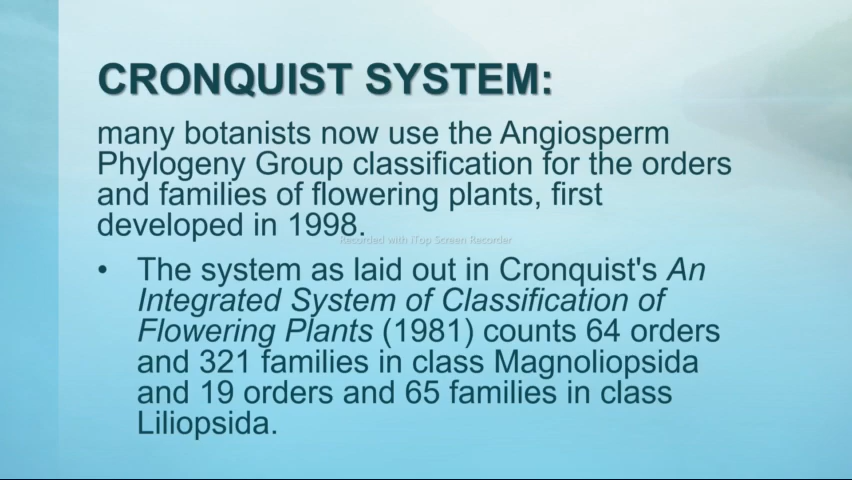 CRONQUIST SYSTEM:
many botanists now use the Angiosperm
Phylogeny Group classification for the orders
and families of flowering plants, first
developed in 1998.
Recorded with iTop Screen Recorder
• The system as laid out in Cronquist's An
Integrated System of Classification of
Flowering Plants (1981) counts 64 orders
and 321 families in class Magnoliopsida
and 19 orders and 65 families in class
Liliopsida.